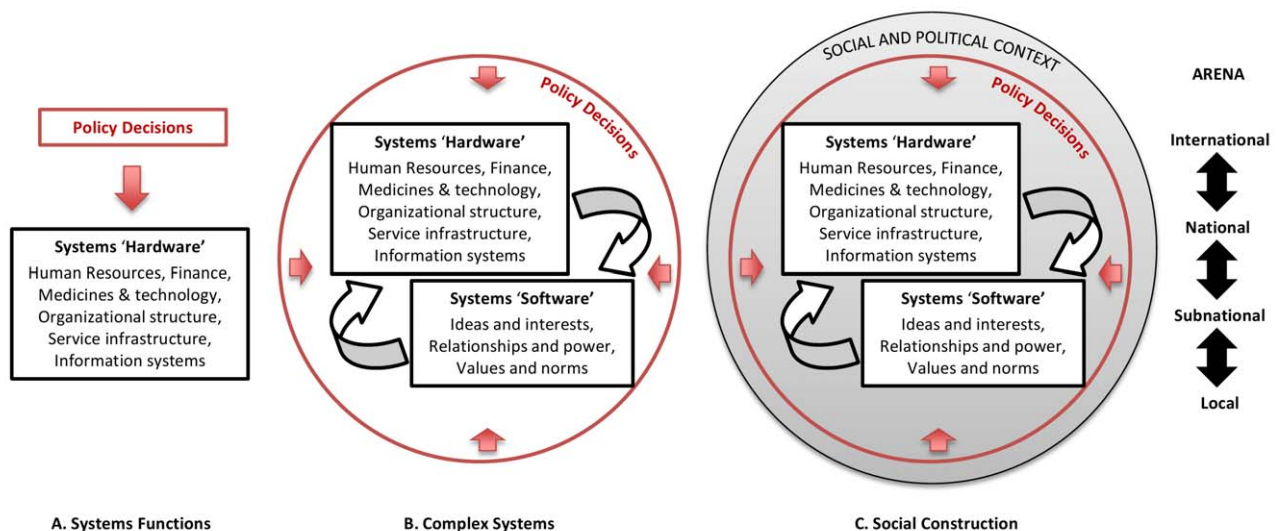 Policy Decisions
Systems ‘Hardware’
Human Resources, Finance,
Medicines & technology,
Organizational structure,
Service infrastructure,
Information systems
A. Systems Functions
Policy Decisions
Systems ‘Hardware’
Human Resources, Finance,
Medicines & technology,
Organizational structure,
Service infrastructure,
Information systems
Systems ‘Software’
Ideas and interests,
Relationships and power,
Values and norms
B. Complex Systems
SOCIAL AND POLITICAL CONTEXT
Policy Decisions
Systems ‘Hardware’
Human Resources, Finance,
Medicines & technology,
Organizational structure,
Service infrastructure,
Information systems
Systems ‘Software’
Ideas and interests,
Relationships and power,
Values and norms
C. Social Construction
ARENA
International
National
Subnational
Local